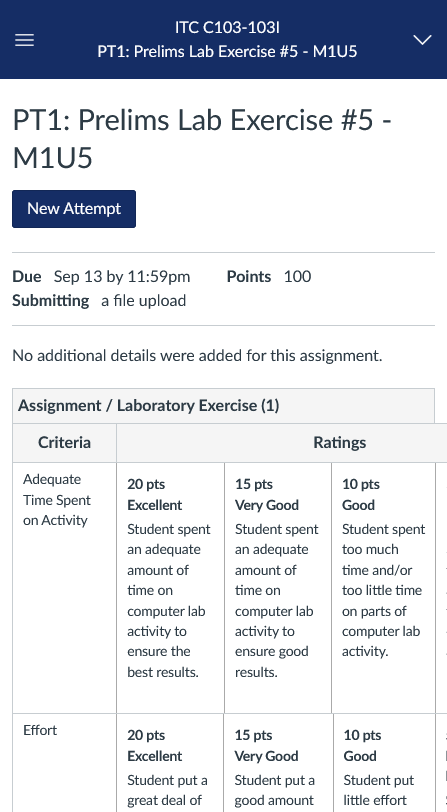 ITC C103-103I
PT1: Prelims Lab Exercise #5 - M1U5
PT1: Prelims Lab Exercise #5 -
M1U5
New Attempt
Due Sep 13 by 11:59pm Points 100
Submitting a file upload
No additional details were added for this assignment.
Assignment / Laboratory Exercise (1)
Criteria Ratings
Adequate
Time Spent
on Activity
20 pts
Excellent
Student spent
an adequate
amount of
time on
computer lab
activity to
ensure the
best results.
15 pts
Very Good
Student spent
an adequate
amount of
time on
computer lab
activity to
ensure good
results.
10 pts
Good
Student spent
too much
time and/or
too little time
on parts of
computer lab
activity.
Effort
20 pts
Excellent
Student put a
great deal of
15 pts
Very Good
Student put a
good amount
10 pts
Good
Student put
little effort